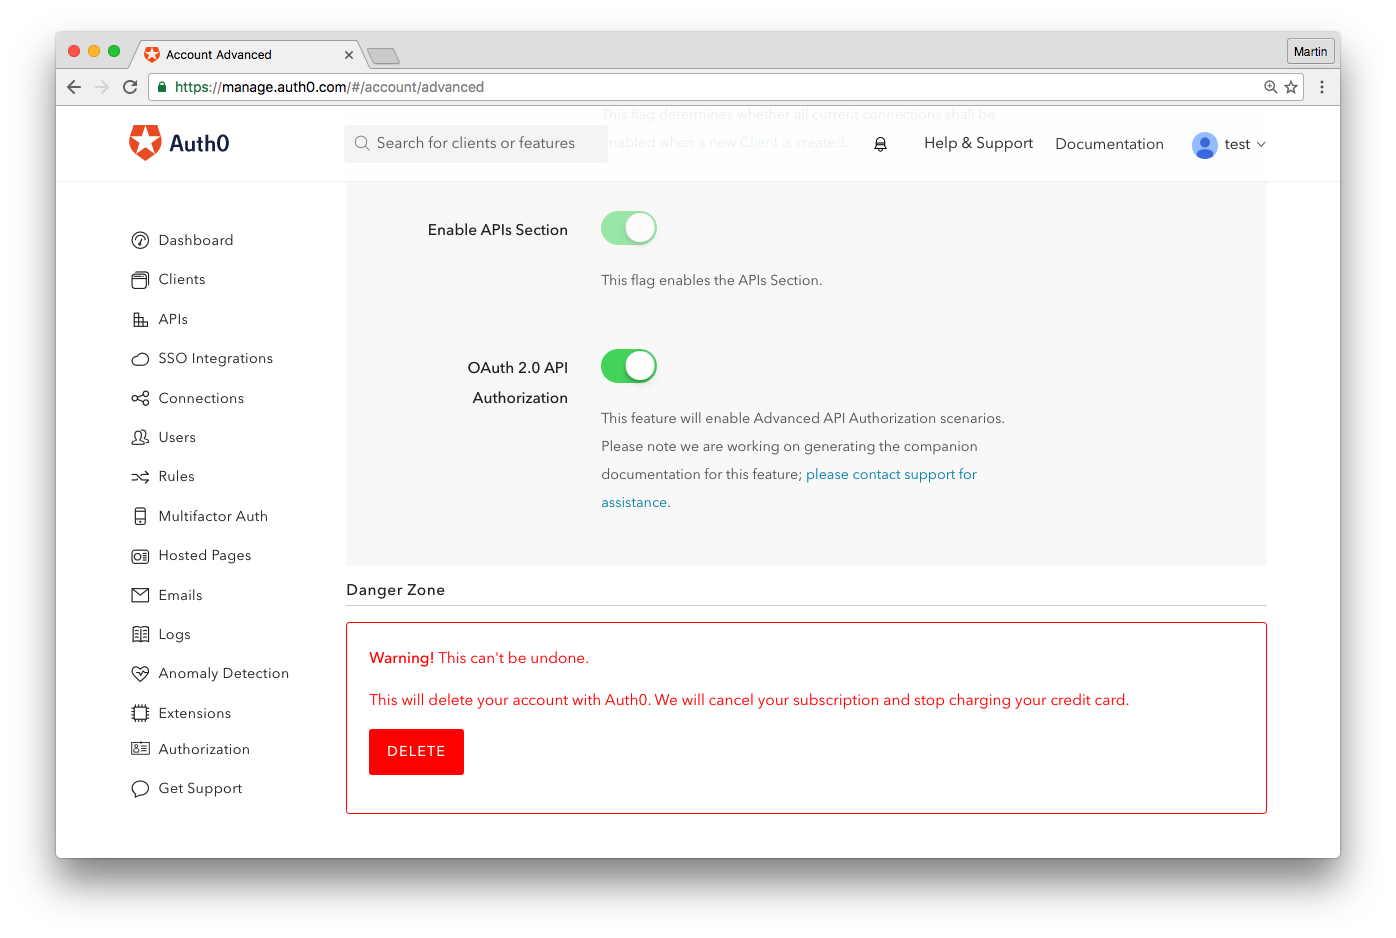 Account Advanced
Martin
https://manage.auth0.com/#/account/advanced
This flag determines whether all current connections shall be
enabled when a new Client is created.
Auth0
Search for clients or features
Help & Support
Documentation
test
Dashboard
Clients
APIs
SSO Integrations
Connections
Users
Rules
Multifactor Auth
Hosted Pages
Emails
Logs
Anomaly Detection
Extensions
Authorization
Get Support
Enable APIs Section
This flag enables the APIs Section.
OAuth 2.0 API
Authorization
This feature will enable Advanced API Authorization scenarios.
Please note we are working on generating the companion
documentation for this feature; please contact support for
assistance.
Danger Zone
Warning! This can't be undone.
This will delete your account with Auth0. We will cancel your subscription and stop charging your credit card.
DELETE